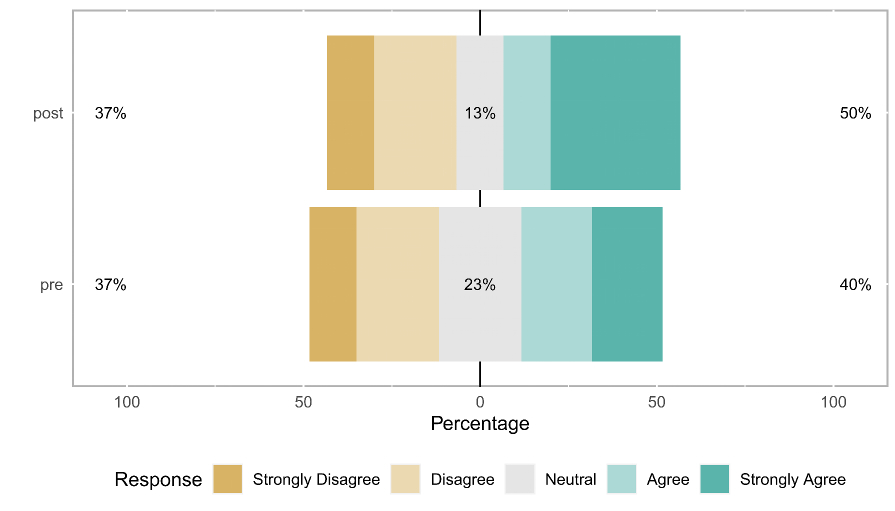 post 37% 13% 50%
pre 37% 23% 40%
100 50 0 50 100
Percentage
Response Strongly Disagree Disagree Neutral Agree Strongly Agree